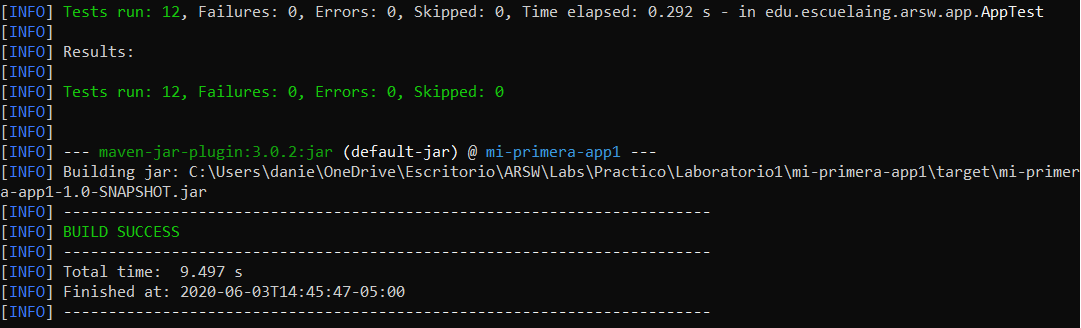 [INFO] Tests run: 12, Failures: 0, Errors: 0, Skipped: 0, Time elapsed: 0.292 s - in edu.escuelaing.arsw.app.AppTest
[INFO]
[INFO] Results:
[INFO]
[INFO] Tests run: 12, Failures: 0, Errors: 0, Skipped: 0
[INFO]
[INFO]
[INFO] --- maven-jar-plugin:3.0.2:jar (default-jar) @ mi-primera-app1 ---
[INFO] Building jar: C:\Users\danie\OneDrive\Escritorio\ARSW\Labs\Practico\Laboratorio1\mi-primera-app1\target\mi-primer
a-app1-1.0-SNAPSHOT.jar
[INFO] ------------------------------------------------------------------------
[INFO] BUILD SUCCESS
[INFO] ------------------------------------------------------------------------
[INFO] Total time:  9.497 s
[INFO] Finished at: 2020-06-03T14:45:47-05:00
[INFO] ------------------------------------------------------------------------